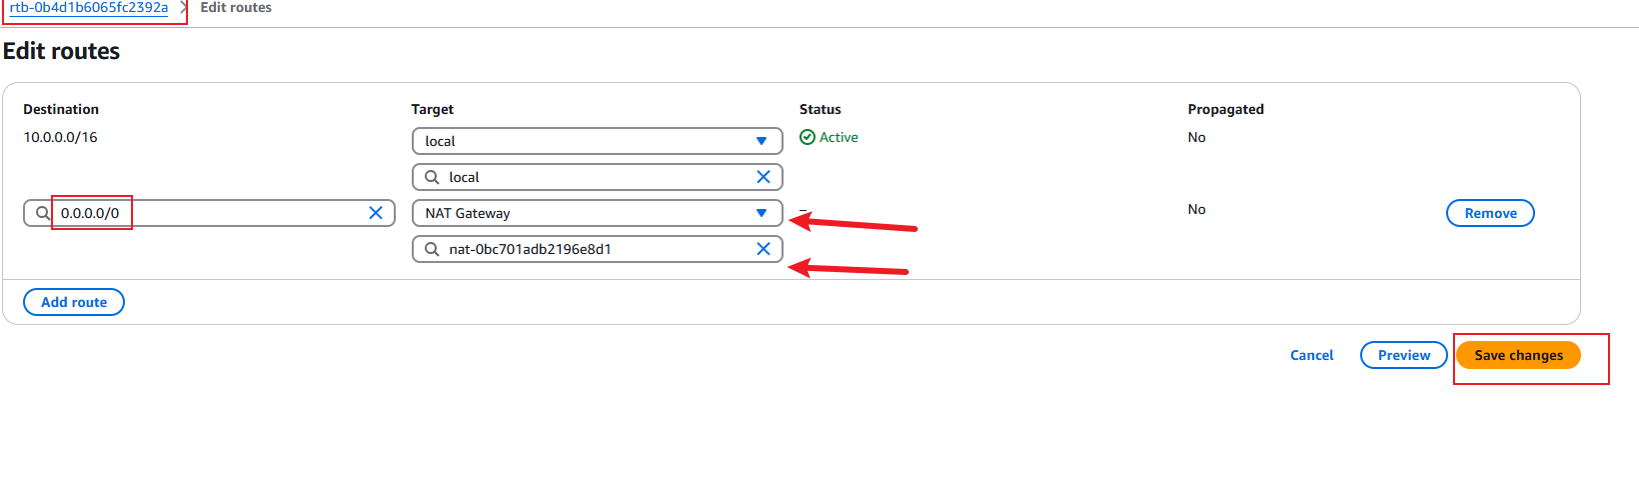 rtb-0b4d1b6065fc2392a > Edit routes
Edit routes
Destination Target Status Propagated
10.0.0.0/16 local Active No
local
0.0.0.0/0 NAT Gateway – No Remove
nat-0bc701adb2196e8d1
Add route
Cancel Preview Save changes